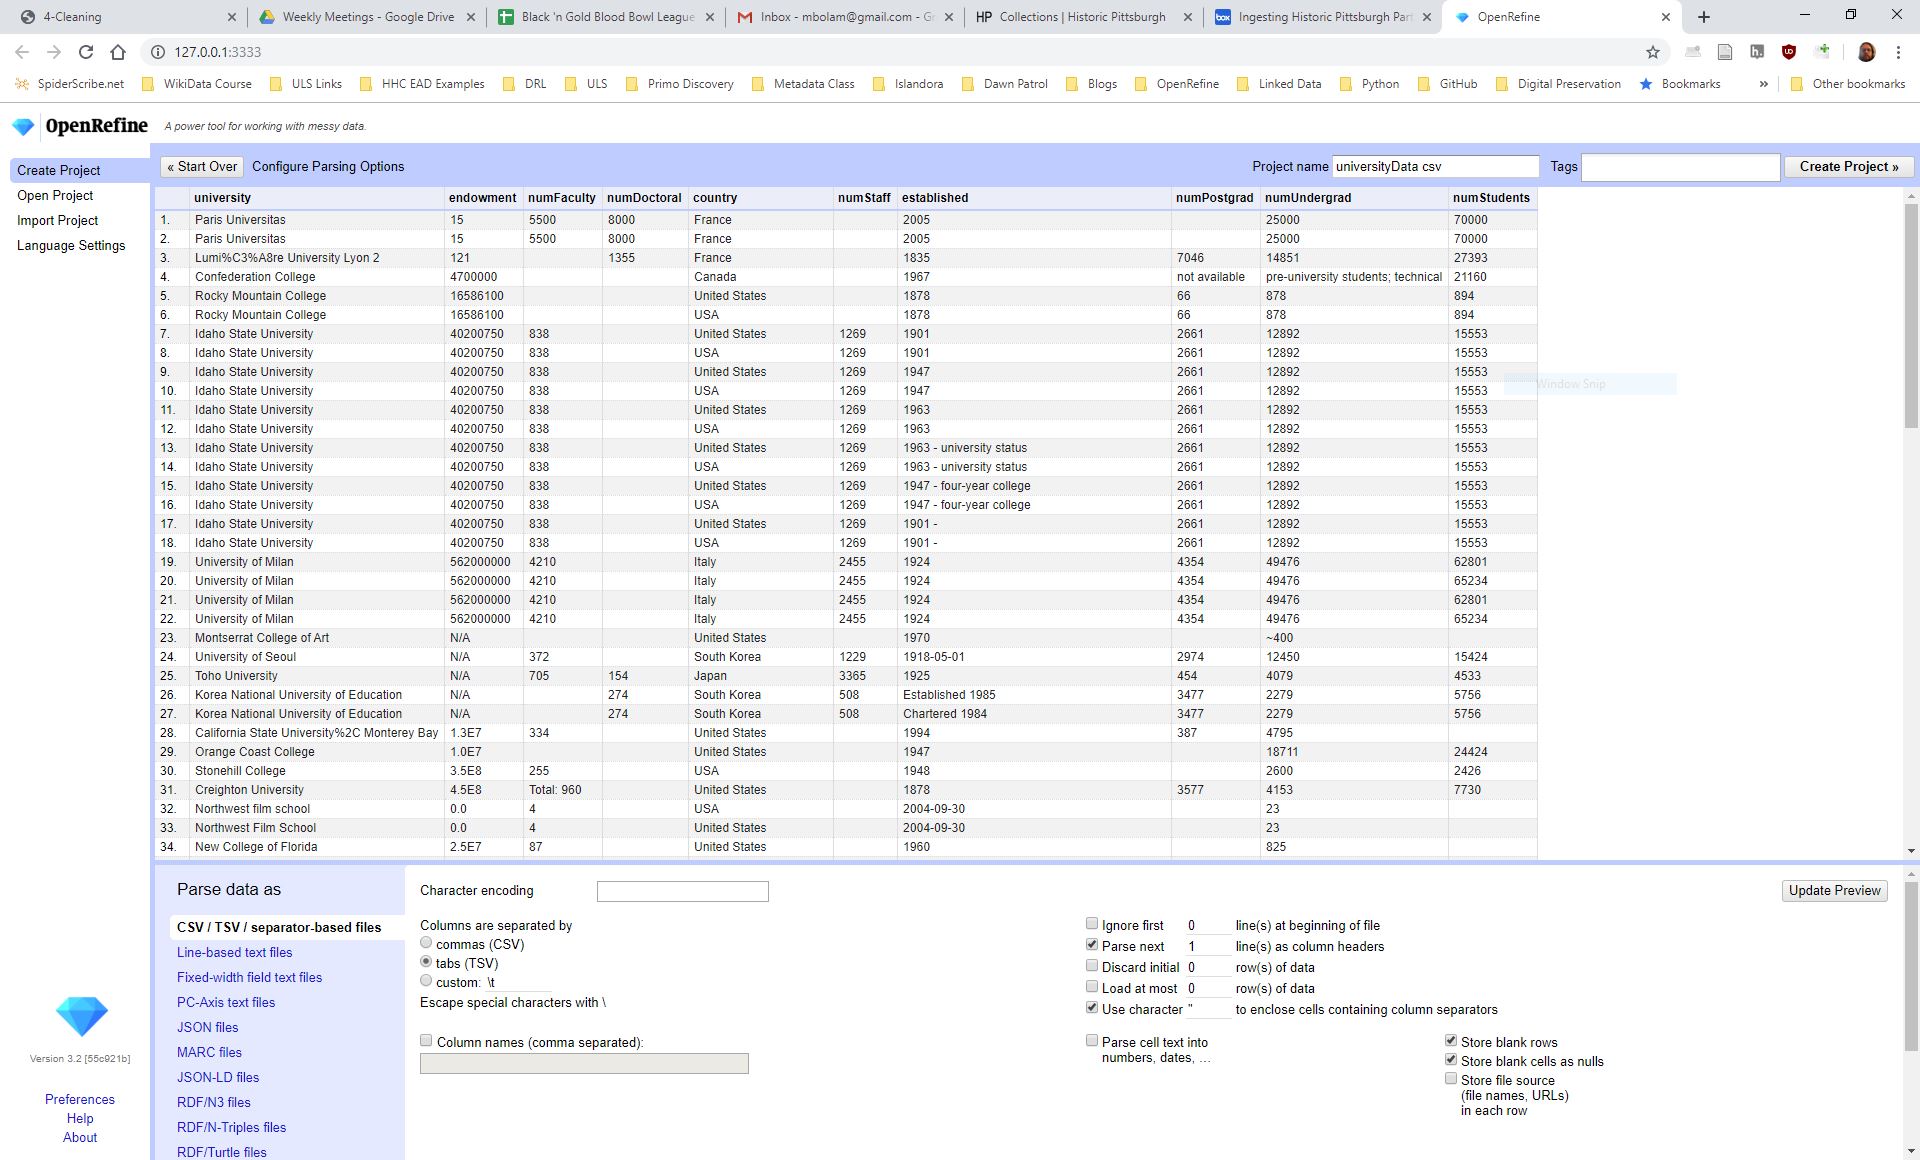 4-Cleaning Weekly Meetings - Google Drive Black 'n Gold Blood Bowl League Inbox - mbolam@gmail.com - Gr HP Collections | Historic Pittsburgh box Ingesting Historic Pittsburgh Part OpenRefine
127.0.0.1:3333
SpiderScribe.net WikiData Course ULS Links HHC EAD Examples DRL ULS Primo Discovery Metadata Class Islandora Dawn Patrol Blogs OpenRefine Linked Data Python GitHub Digital Preservation Bookmarks » Other bookmarks
OpenRefine A power tool for working with messy data.
Create Project
Open Project
Import Project
Language Settings
« Start Over Configure Parsing Options Project name universityData csv Tags Create Project »
university endowment numFaculty numDoctoral country numStaff established numPostgrad numUndergrad numStudents
1. Paris Universitas 15 5500 8000 France 2005 25000 70000
2. Paris Universitas 15 5500 8000 France 2005 25000 70000
3. Lumi%C3%A8re University Lyon 2 121 1355 France 1835 7046 14851 27393
4. Confederation College 4700000 Canada 1967 not available pre-university students; technical 21160
5. Rocky Mountain College 16586100 United States 1878 66 878 894
6. Rocky Mountain College 16586100 USA 1878 66 878 894
7. Idaho State University 40200750 838 United States 1269 1901 2661 12892 15553
8. Idaho State University 40200750 838 USA 1269 1901 2661 12892 15553
9. Idaho State University 40200750 838 United States 1269 1947 2661 12892 15553
10. Idaho State University 40200750 838 USA 1269 1947 2661 12892 15553
11. Idaho State University 40200750 838 United States 1269 1963 2661 12892 15553
12. Idaho State University 40200750 838 USA 1269 1963 2661 12892 15553
13. Idaho State University 40200750 838 United States 1269 1963 - university status 2661 12892 15553
14. Idaho State University 40200750 838 USA 1269 1963 - university status 2661 12892 15553
15. Idaho State University 40200750 838 United States 1269 1947 - four-year college 2661 12892 15553
16. Idaho State University 40200750 838 USA 1269 1947 - four-year college 2661 12892 15553
17. Idaho State University 40200750 838 United States 1269 1901 - 2661 12892 15553
18. Idaho State University 40200750 838 USA 1269 1901 - 2661 12892 15553
19. University of Milan 562000000 4210 Italy 2455 1924 4354 49476 62801
20. University of Milan 562000000 4210 Italy 2455 1924 4354 49476 65234
21. University of Milan 562000000 4210 Italy 2455 1924 4354 49476 62801
22. University of Milan 562000000 4210 Italy 2455 1924 4354 49476 65234
23. Montserrat College of Art N/A United States 1970 ~400
24. University of Seoul N/A 372 South Korea 1229 1918-05-01 2974 12450 15424
25. Toho University N/A 705 154 Japan 3365 1925 454 4079 4533
26. Korea National University of Education N/A 274 South Korea 508 Established 1985 3477 2279 5756
27. Korea National University of Education N/A 274 South Korea 508 Chartered 1984 3477 2279 5756
28. California State University%2C Monterey Bay 1.3E7 334 United States 1994 387 4795
29. Orange Coast College 1.0E7 United States 1947 18711 24424
30. Stonehill College 3.5E8 255 USA 1948 2600 2426
31. Creighton University 4.5E8 Total: 960 United States 1878 3577 4153 7730
32. Northwest film school 0.0 4 USA 2004-09-30 23
33. Northwest Film School 0.0 4 United States 2004-09-30 23
34. New College of Florida 2.5E7 87 United States 1960 825
Window Snip
Parse data as
CSV / TSV / separator-based files
Line-based text files
Fixed-width field text files
PC-Axis text files
JSON files
MARC files
JSON-LD files
RDF/N3 files
RDF/N-Triples files
RDF/Turtle files
Character encoding
Update Preview
Columns are separated by
commas (CSV)
tabs (TSV)
custom: \t
Escape special characters with \
Column names (comma separated):
Ignore first 0 line(s) at beginning of file
Parse next 1 line(s) as column headers
Discard initial 0 row(s) of data
Load at most 0 row(s) of data
Use character " to enclose cells containing column separators
Parse cell text into
numbers, dates, ...
Store blank rows
Store blank cells as nulls
Store file source
(file names, URLs)
in each row
Version 3.2 [55c921b]
Preferences
Help
About